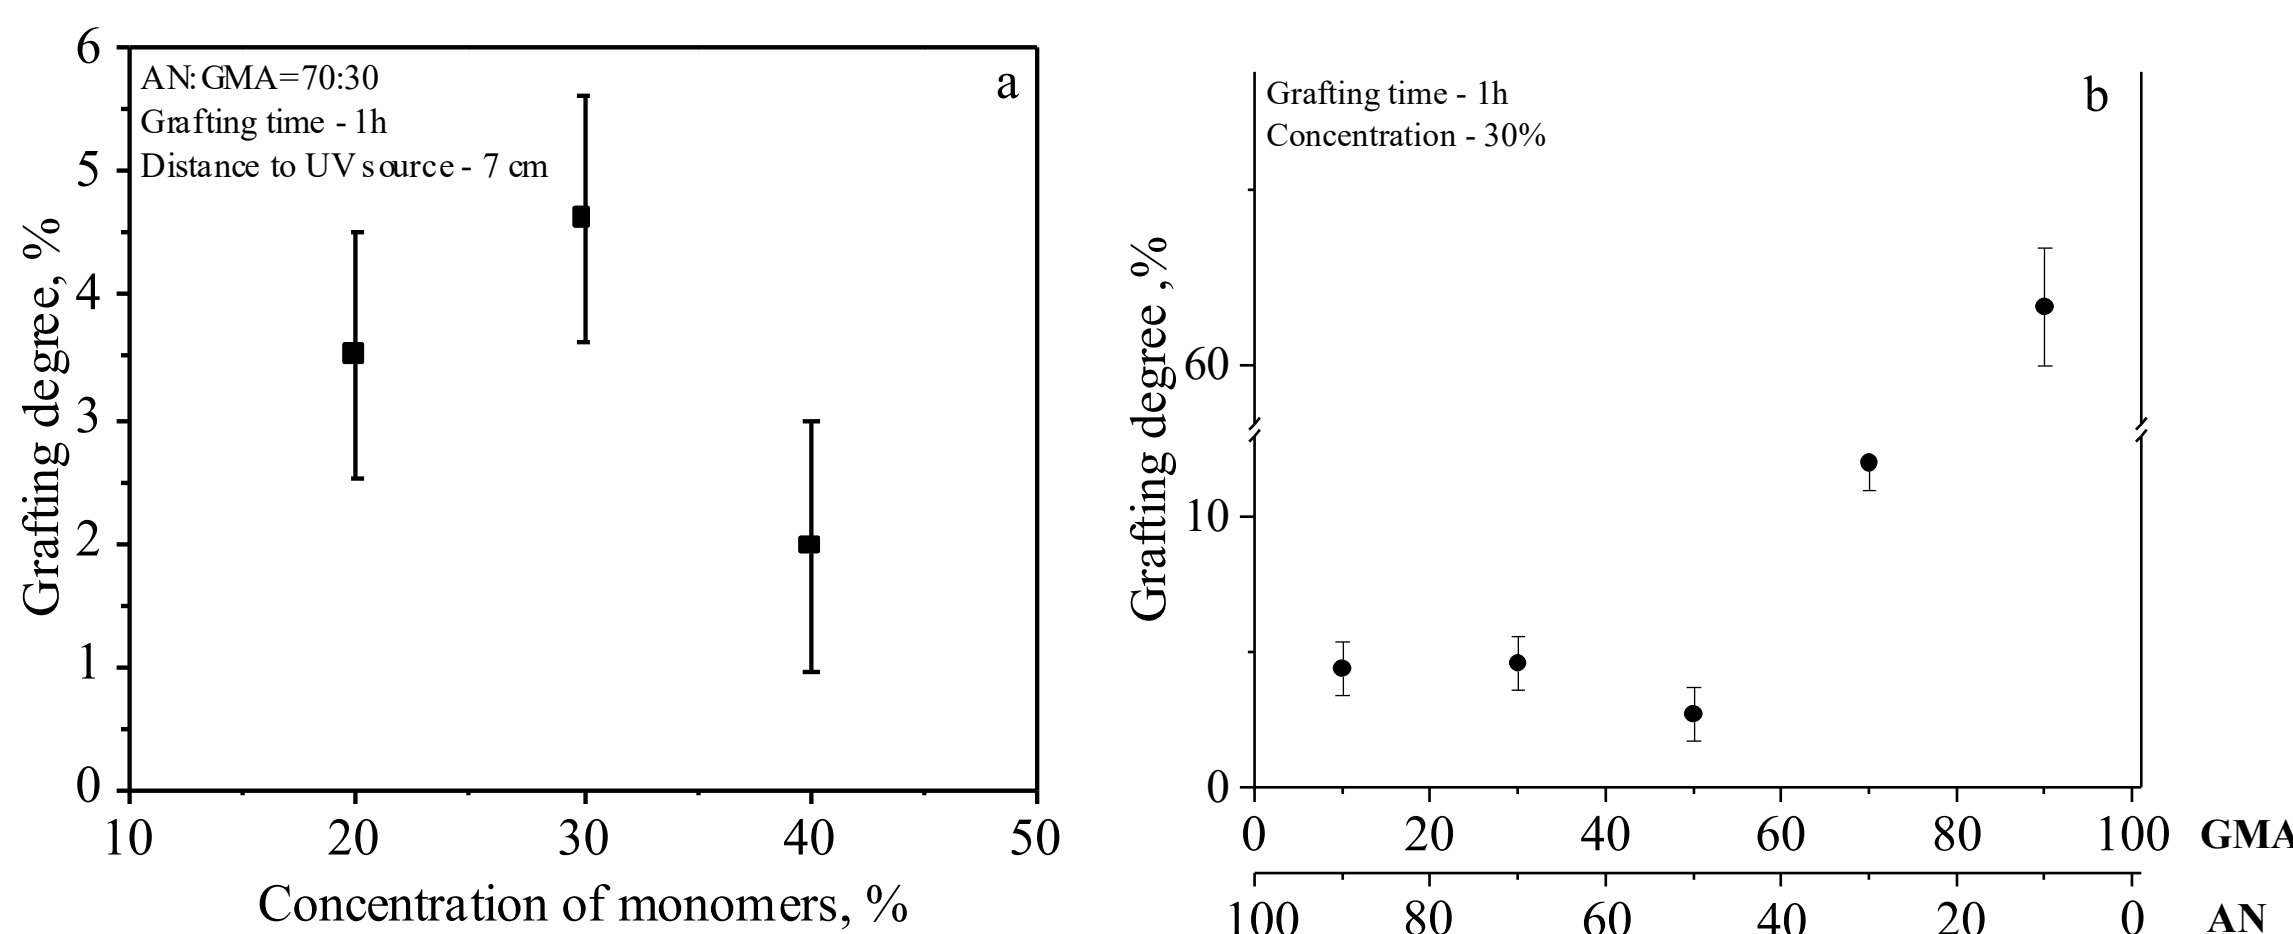 6
AN:GMA=70:30
a
Grafting time - 1h
Distance to UV source - 7 cm
5
4
3
2
1
0
Grafting degree, %
10 20 30 40 50
Concentration of monomers, %
Grafting time - 1h
b
Concentration - 30%
60
10
0
Grafting degree ,%
0 20 40 60 80 100 GMA
100 80 60 40 20 0 AN